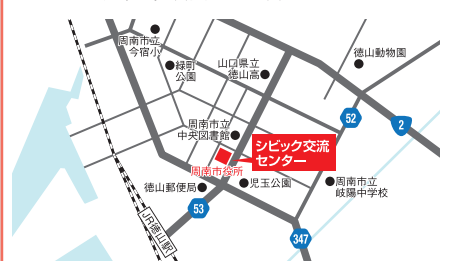 周南市立
今宿小
緑町
公園
山口県立
徳山高
徳山動物園
52
2
周南市立
中央図書館
シビック交流
センター
周南市役所
徳山郵便局
児玉公園
周南市立
岐陽中学校
53
347
JR徳山駅